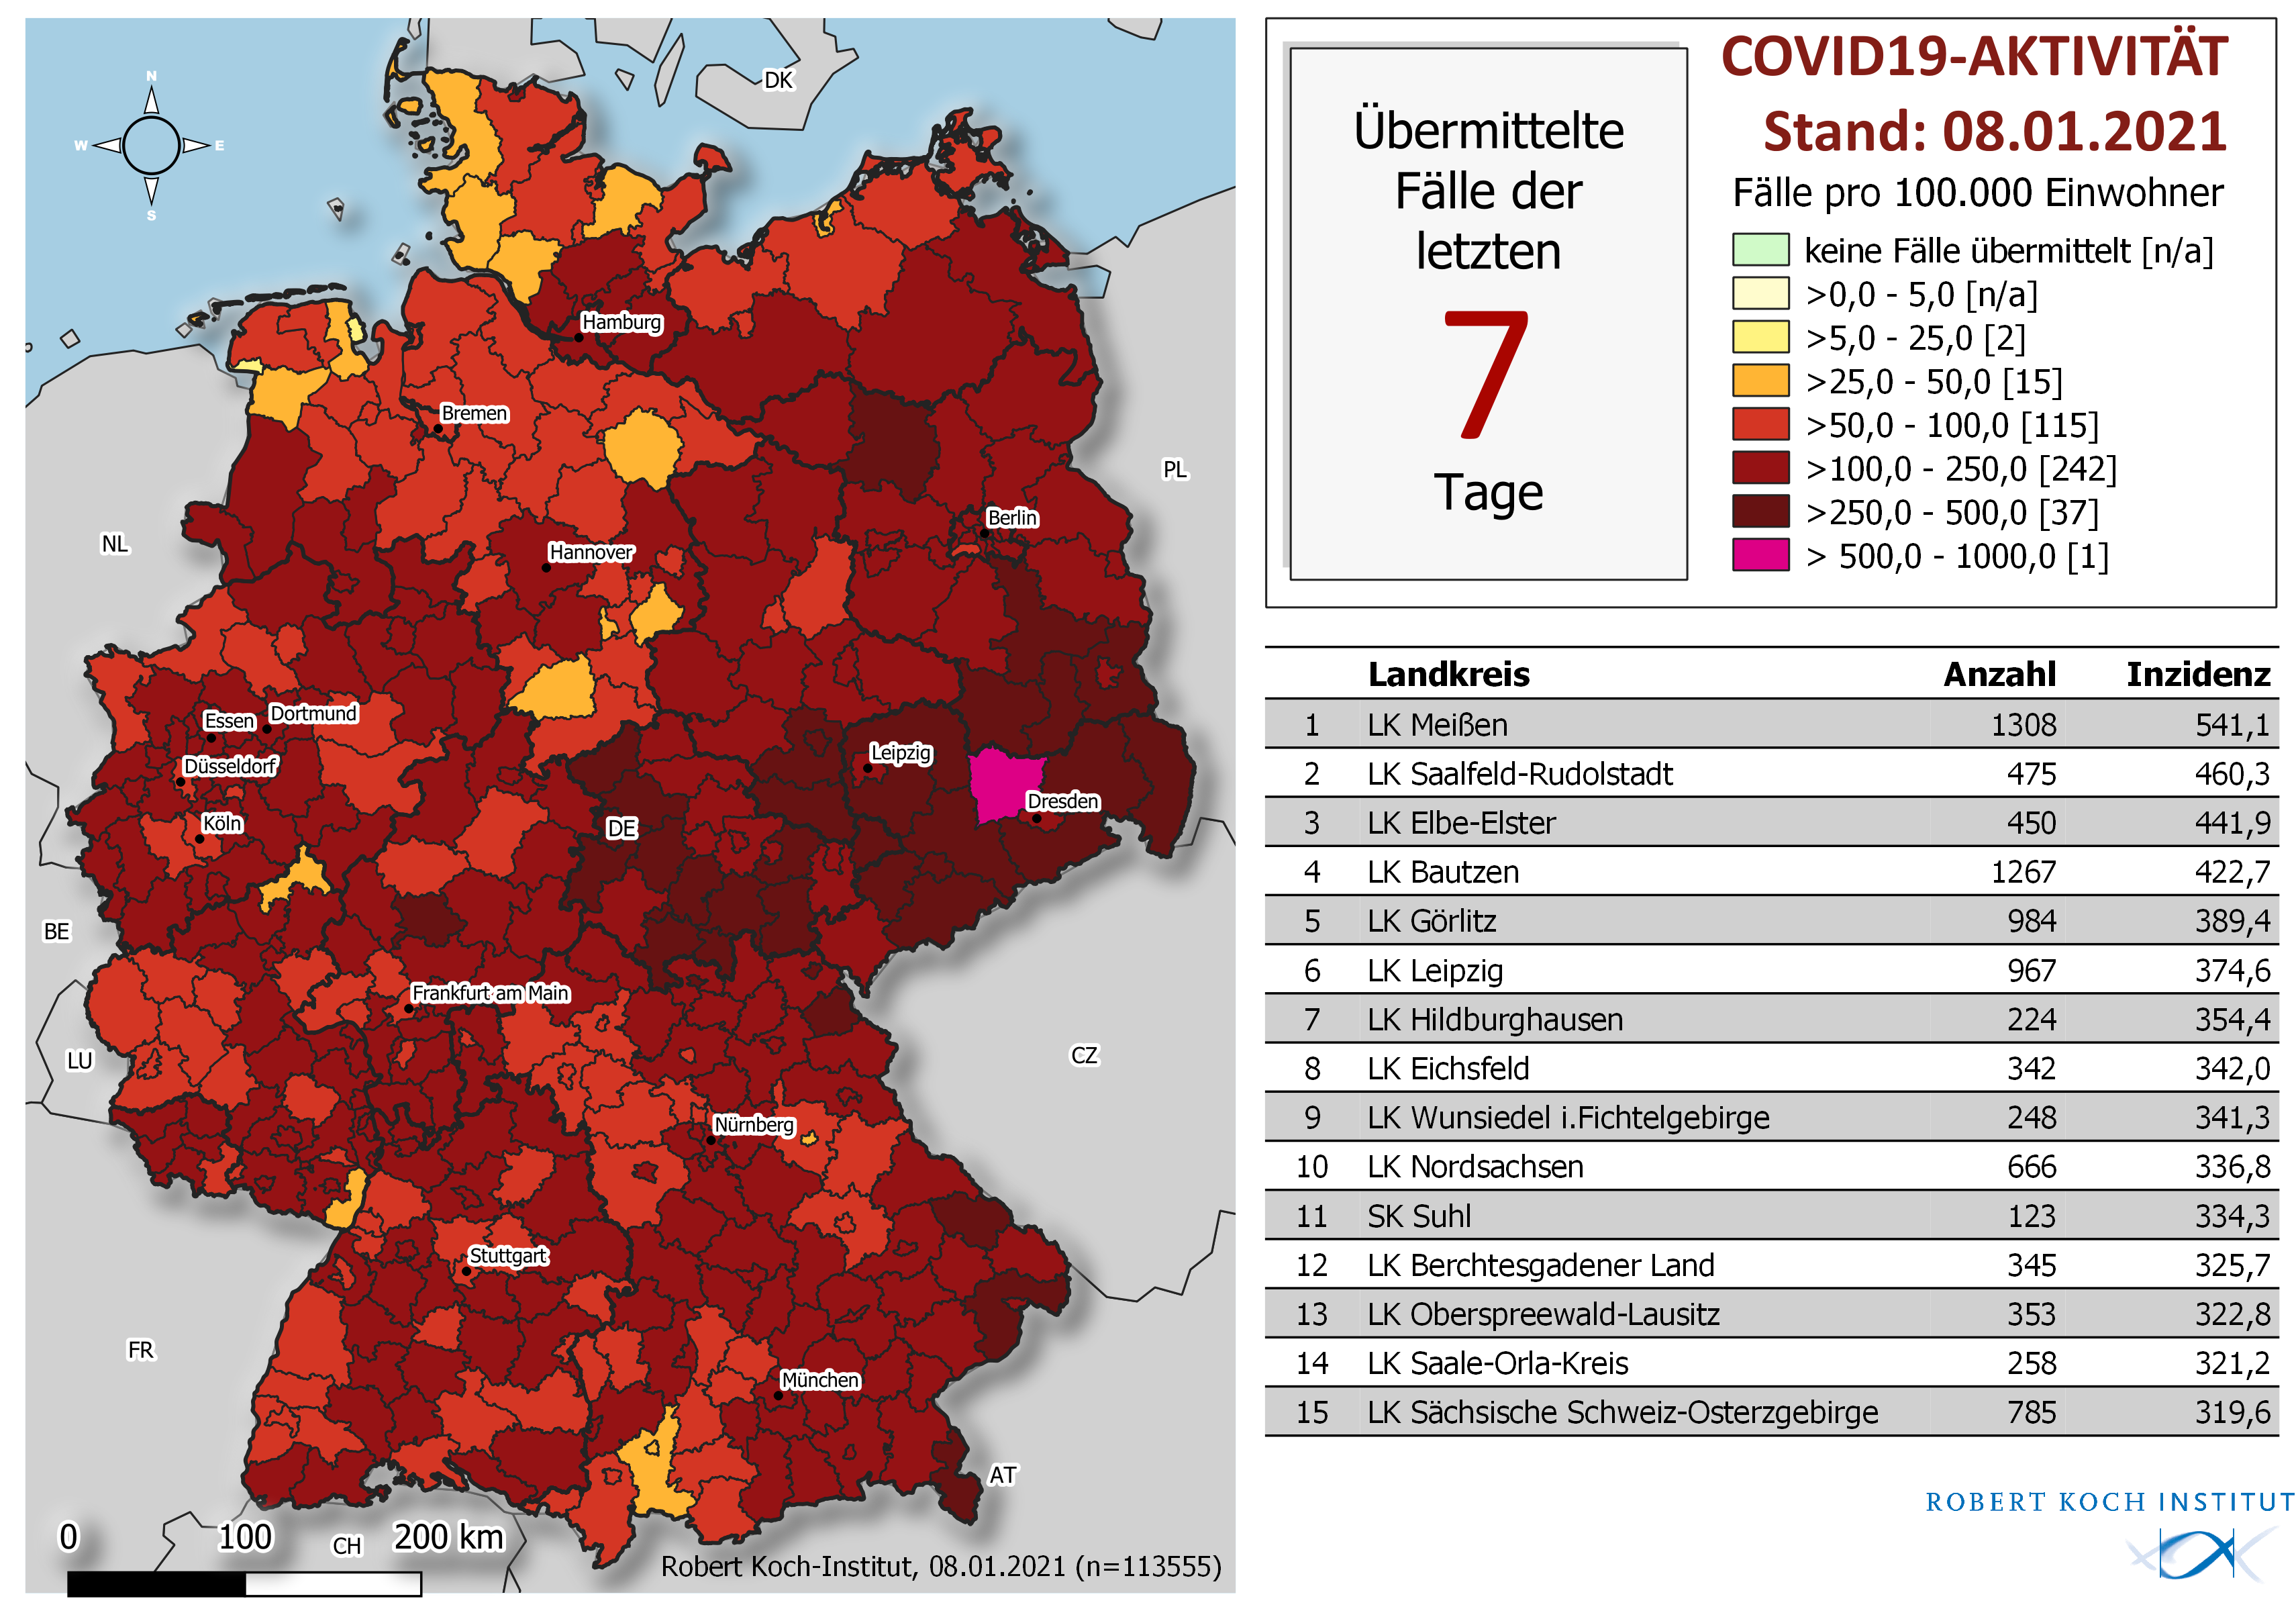 N
W
E
S
DK
Hamburg
Bremen
PL
Berlin
NL
Hannover
Essen
Dortmund
Düsseldorf
Leipzig
Köln
DE
Dresden
BE
Frankfurt am Main
LU
CZ
Nürnberg
Stuttgart
FR
München
AT
CH
0 100 200 km
Robert Koch-Institut, 08.01.2021 (n=113555)
Übermittelte
Fälle der
letzten
7
Tage
COVID19-AKTIVITÄT
Stand: 08.01.2021
Fälle pro 100.000 Einwohner
keine Fälle übermittelt [n/a]
>0,0 - 5,0 [n/a]
>5,0 - 25,0 [2]
>25,0 - 50,0 [15]
>50,0 - 100,0 [115]
>100,0 - 250,0 [242]
>250,0 - 500,0 [37]
> 500,0 - 1000,0 [1]
Landkreis Anzahl Inzidenz
1 LK Meißen 1308 541,1
2 LK Saalfeld-Rudolstadt 475 460,3
3 LK Elbe-Elster 450 441,9
4 LK Bautzen 1267 422,7
5 LK Görlitz 984 389,4
6 LK Leipzig 967 374,6
7 LK Hildburghausen 224 354,4
8 LK Eichsfeld 342 342,0
9 LK Wunsiedel i.Fichtelgebirge 248 341,3
10 LK Nordsachsen 666 336,8
11 SK Suhl 123 334,3
12 LK Berchtesgadener Land 345 325,7
13 LK Oberspreewald-Lausitz 353 322,8
14 LK Saale-Orla-Kreis 258 321,2
15 LK Sächsische Schweiz-Osterzgebirge 785 319,6
ROBERT KOCH INSTITUT